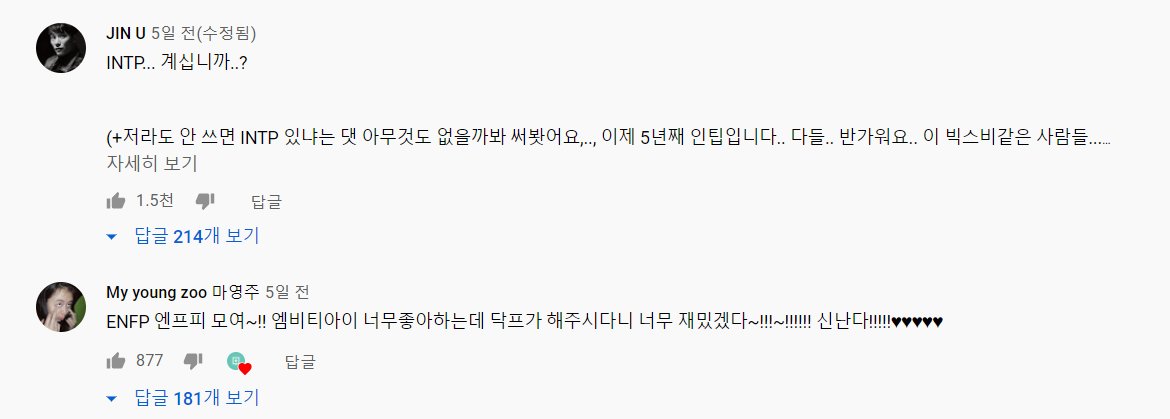 JIN U 5일 전(수정됨)
INTP... 계십니까..?
(+저라도 안 쓰면 INTP 있냐는 댓 아무것도 없을까봐 써봣어요,.., 이제 5년째 인팁입니다.. 다들.. 반가워요.. 이 빅스비같은 사람들...…
자세히 보기
1.5천 답글
답글 214개 보기
My young zoo 마영주 5일 전
ENFP 엔프피 모여~!! 엠비티아이 너무좋아하는데 닥프가 해주시다니 너무 재밌겠다~!!!~!!!!!! 신난다!!!!!♥♥♥♥♥
877 답글
답글 181개 보기